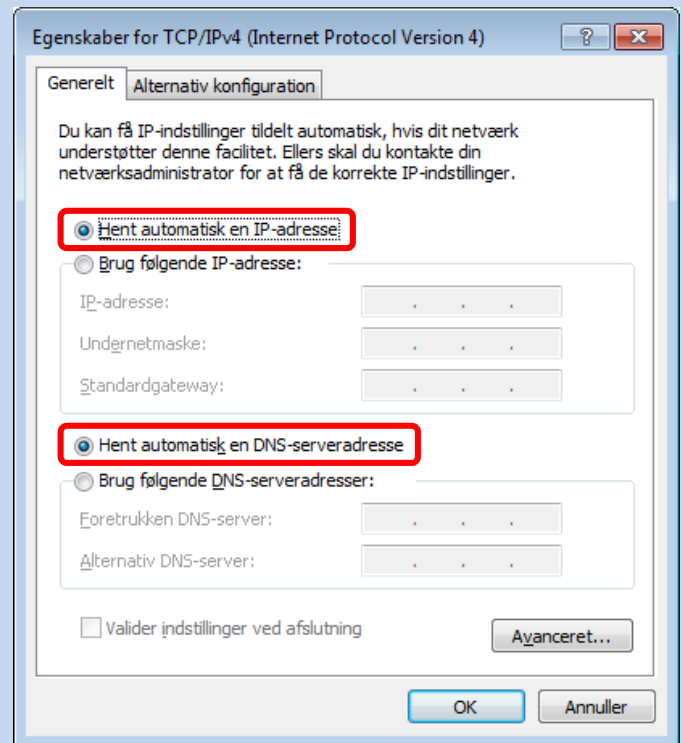 Egenskaber for TCP/IPv4 (Internet Protocol Version 4)
Generelt
Alternativ konfiguration
Du kan få IP-indstillinger tildelt automatisk, hvis dit netværk
understøtter denne facilitet. Ellers skal du kontakte din
netværksadministrator for at få de korrekte IP-indstillinger.
Hent automatisk en IP-adresse
Brug følgende IP-adresse:
IP-adresse:
Undernetmaske:
Standardgateway:
Hent automatisk en DNS-serveradresse
Brug følgende DNS-serveradresser:
Foretrukken DNS-server:
Alternativ DNS-server:
Valider indstillinger ved afslutning
Avanceret...
OK
Annuller